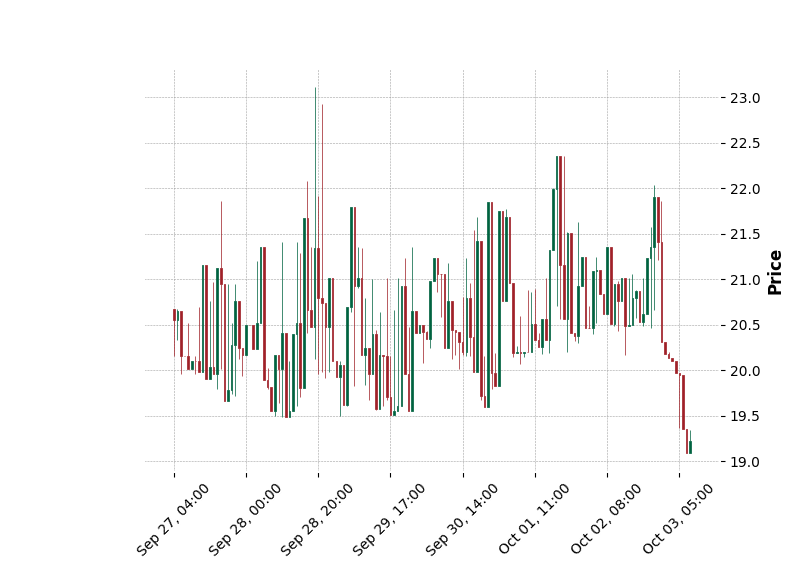 23.0
22.5
22.0
21.5
21.0
20.5
20.0
19.5
19.0
Price
Sep 27, 04:00
Sep 28, 00:00
Sep 28, 20:00
Sep 29, 17:00
Sep 30, 14:00
Oct 01, 11:00
Oct 02, 08:00
Oct 03, 05:00